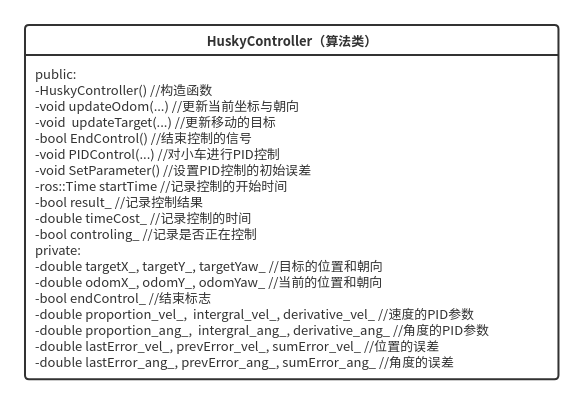 HuskyController（算法类）
public:
-HuskyController() //构造函数
-void updateOdom(...) //更新当前坐标与朝向
-void  updateTarget(...) //更新移动的目标
-bool EndControl() //结束控制的信号
-void PIDControl(...) //对小车进行PID控制
-void SetParameter() //设置PID控制的初始误差
-ros::Time startTime //记录控制的开始时间
-bool result_ //记录控制结果
-double timeCost_ //记录控制的时间
-bool controling_ //记录是否正在控制
private:
-double targetX_, targetY_, targetYaw_ //目标的位置和朝向
-double odomX_, odomY_, odomYaw_ //当前的位置和朝向
-bool endControl_ //结束标志
-double proportion_vel_,  intergral_vel_, derivative_vel_ //速度的PID参数
-double proportion_ang_,  intergral_ang_, derivative_ang_ //角度的PID参数
-double lastError_vel_, prevError_vel_, sumError_vel_ //位置的误差
-double lastError_ang_, prevError_ang_, sumError_ang_ //角度的误差